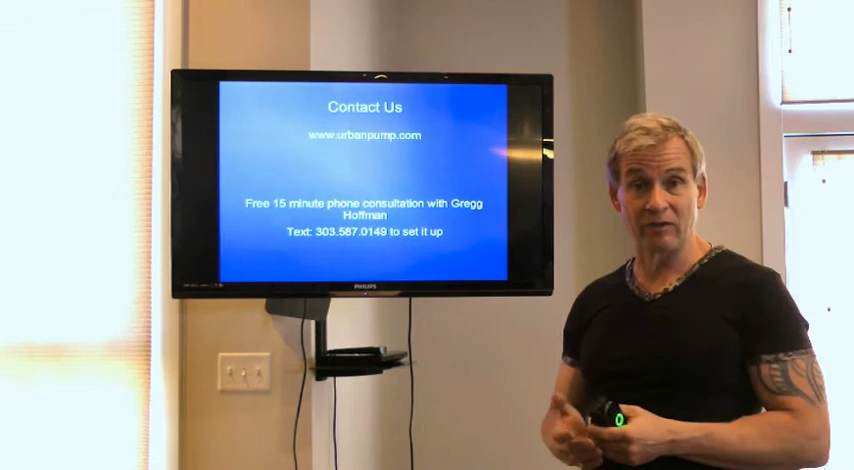 Contact Us
www.urbanpump.com
Free 15 minute phone consultation with Gregg
Hoffman
Text: 303.587.0149 to set it up
PHILIPS